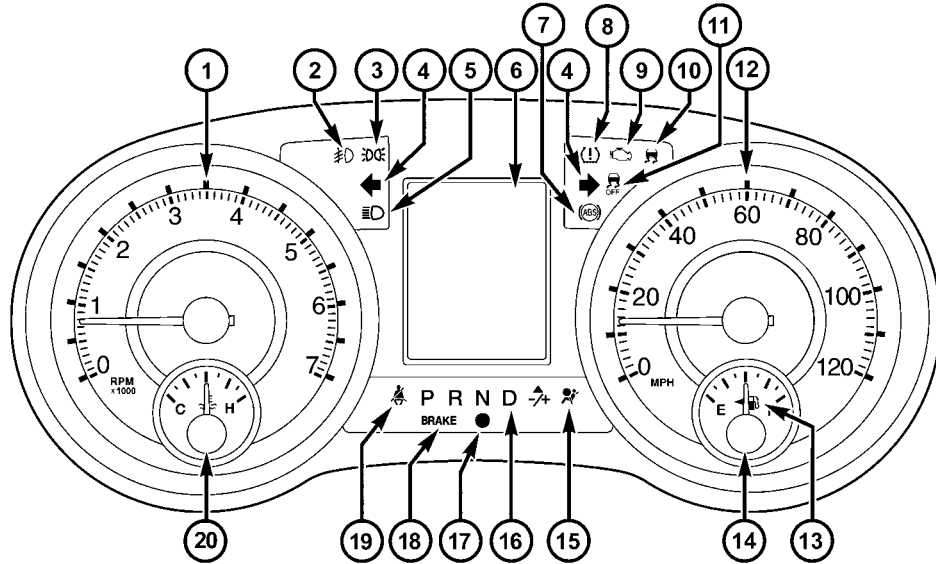 7 8 11
1 2 3 4 5 6 4 9 10 12
OFF
ABS
0 1 2 3 4 5 6 7
RPM
x1000
C H
P R N D -/+
BRAKE
0 20 40 60 80 100 120
MPH
E
20 19 18 17 16 15 14 13